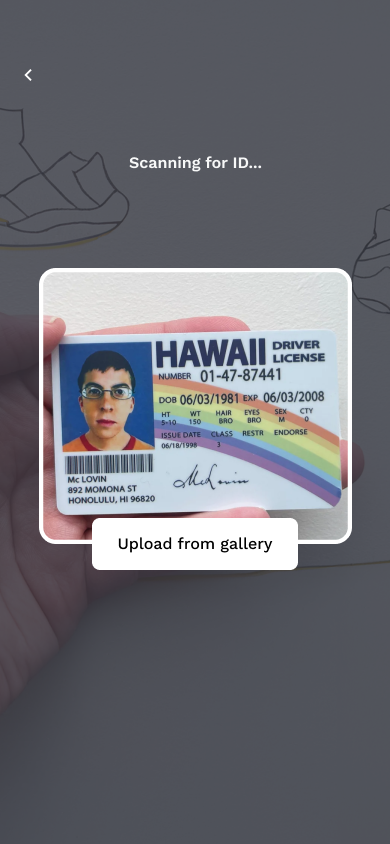 Scanning for ID...
HAWAII DRIVER LICENSE
NUMBER 01-47-87441
DOB 06/03/1981 EXP 06/03/2008
HT WT HAIR EYES SEX CTY
5-10 150 BRO BRO M 0
ISSUE DATE CLASS RESTR ENDORSE
06/18/1998 3
McLovin
Mc LOVIN
892 MOMONA ST
HONOLULU, HI 96820
Upload from gallery